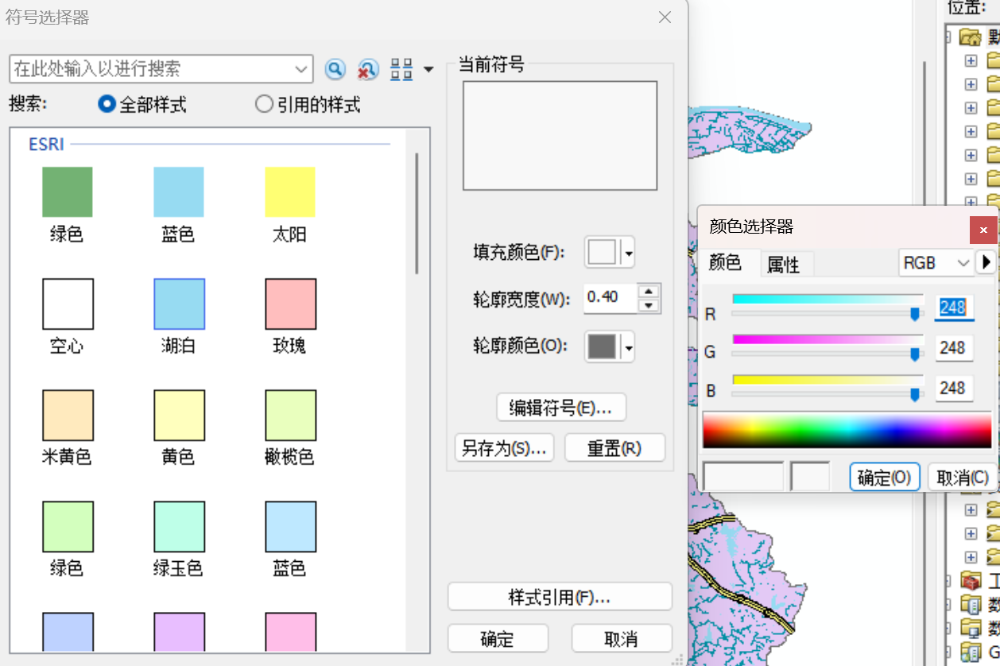 符号选择器
在此处输入以进行搜索
搜索:
全部样式
引用的样式
ESRI
绿色
蓝色
太阳
空心
湖泊
玫瑰
米黄色
黄色
橄榄色
绿色
绿玉色
蓝色
当前符号
填充颜色(F):
轮廓宽度(W):
0.40
轮廓颜色(O):
编辑符号(E)...
另存为(S)...
重置(R)
样式引用(F)...
确定
取消
位置:
颜色选择器
颜色
属性
RGB
R
248
G
248
B
248
确定(O)
取消(C)
工
数
数
G